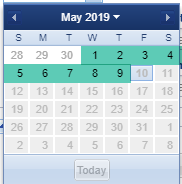 May 2019
S M T W T F S
28 29 30 1 2 3 4
5 6 7 8 9 10 11
12 13 14 15 16 17 18
19 20 21 22 23 24 25
26 27 28 29 30 31 1
2 3 4 5 6 7 8
Today